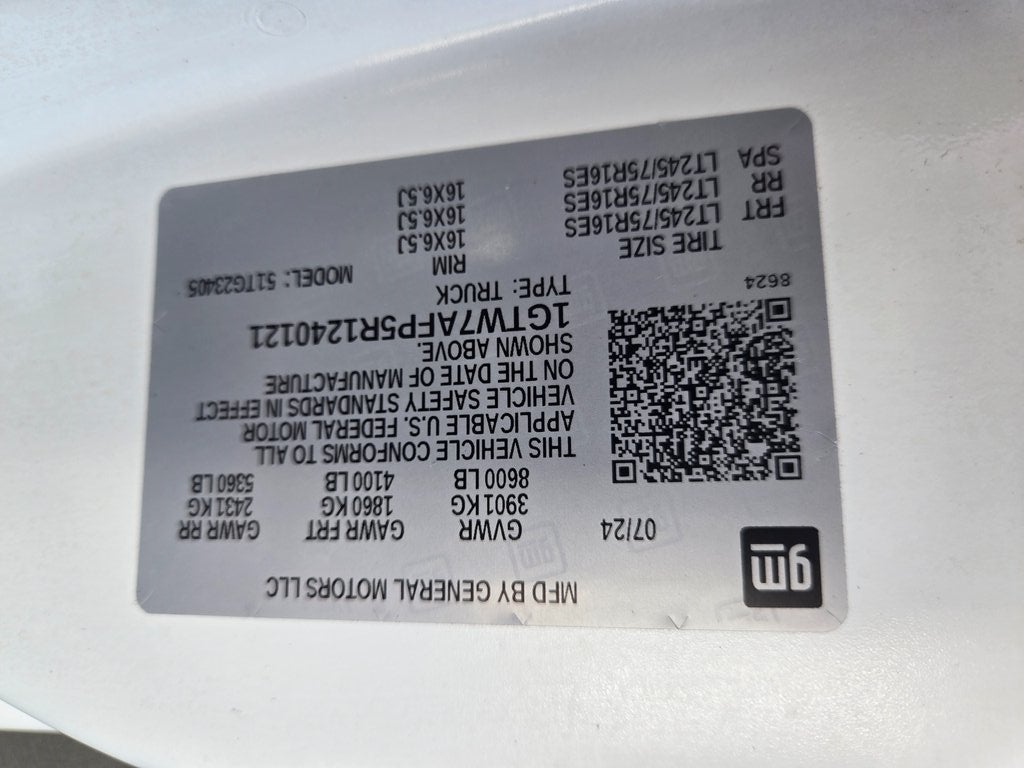 gm
MFD BY GENERAL MOTORS LLC
07/24 GVWR GAWR FRT GAWR RR
3901 KG 1860 KG 2431 KG
8600 LB 4100 LB 5360 LB
THIS VEHICLE CONFORMS TO ALL
APPLICABLE U.S. FEDERAL MOTOR
VEHICLE SAFETY STANDARDS IN EFFECT
ON THE DATE OF MANUFACTURE
SHOWN ABOVE.
1GTW7AFP5R1240121
TYPE: TRUCK MODEL: 51TG23405
8624
TIRE SIZE RIM
FRT LT245/75R16ES 16X6.5J
RR LT245/75R16ES 16X6.5J
SPA LT245/75R16ES 16X6.5J